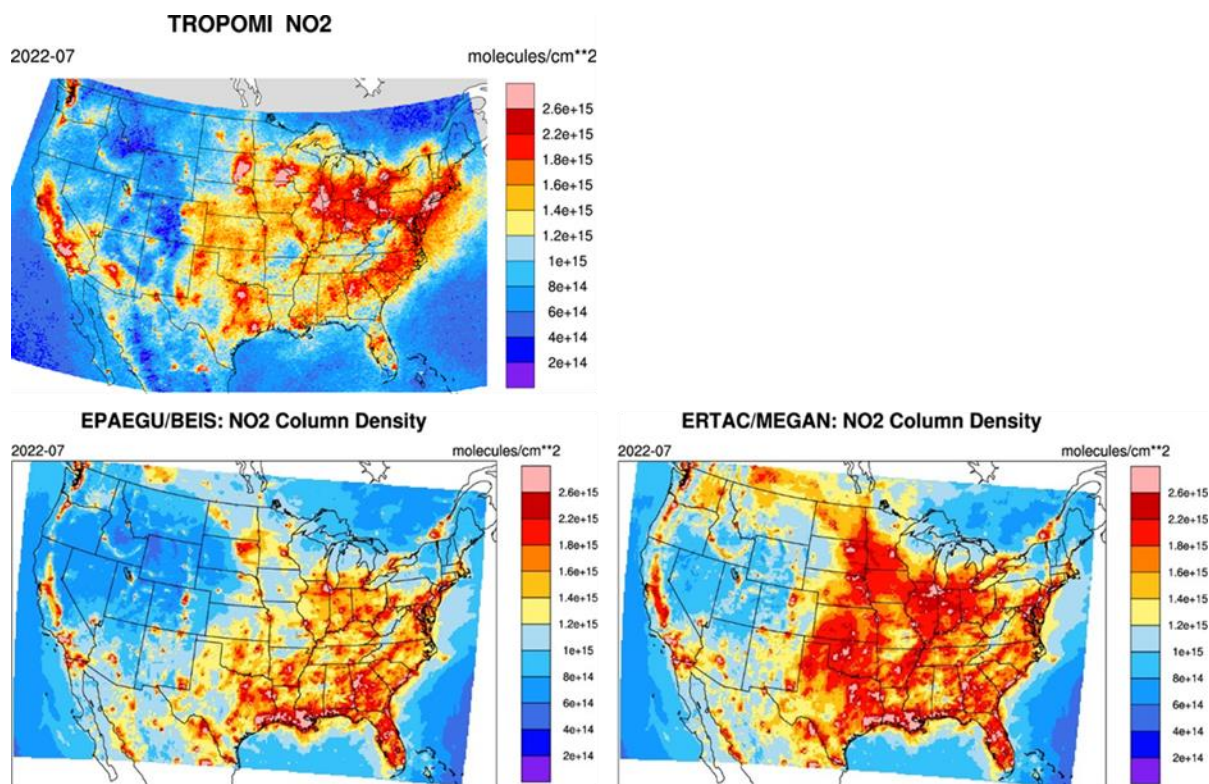 TROPOMI NO2
2022-07
molecules/cm**2
2.6e+15
2.2e+15
1.8e+15
1.6e+15
1.4e+15
1.2e+15
1e+15
8e+14
6e+14
4e+14
2e+14
EPAEGU/BEIS: NO2 Column Density
2022-07
molecules/cm**2
2.6e+15
2.2e+15
1.8e+15
1.6e+15
1.4e+15
1.2e+15
1e+15
8e+14
6e+14
4e+14
2e+14
ERTAC/MEGAN: NO2 Column Density
2022-07
molecules/cm**2
2.6e+15
2.2e+15
1.8e+15
1.6e+15
1.4e+15
1.2e+15
1e+15
8e+14
6e+14
4e+14
2e+14